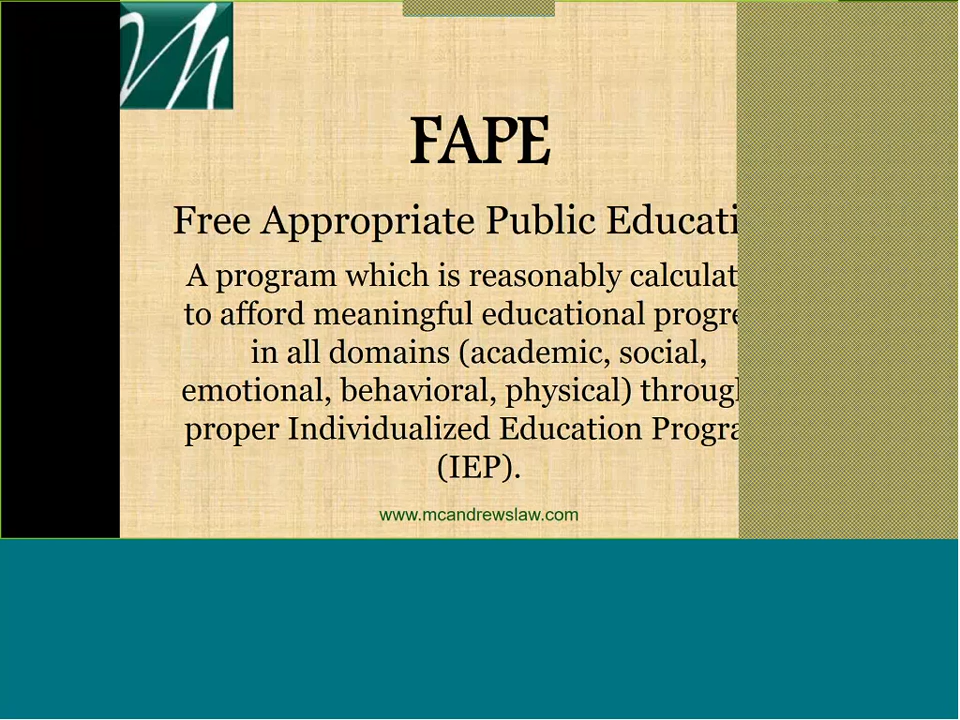 FAPE
Free Appropriate Public Educati
A program which is reasonably calculat
to afford meaningful educational progre
in all domains (academic, social,
emotional, behavioral, physical) through
proper Individualized Education Progra
(IEP).
www.mcandrewslaw.com